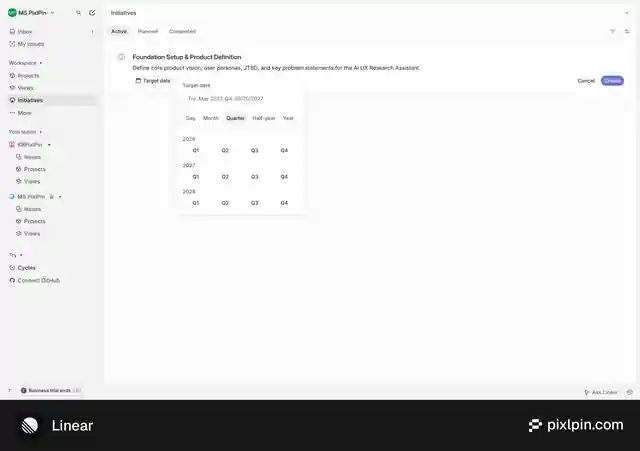 MS PixlPin
Initiatives
Inbox
My issues
Workspace
Projects
Views
Initiatives
More
Your teams
KBPixlPin
Issues
Projects
Views
MS PixlPin
Issues
Projects
Views
Try
Cycles
Connect GitHub
Business trial ends
Active Planned Completed
Foundation Setup & Product Definition
Define core product vision, user personas, JTBD, and key problem statements for the AI UX Research Assistant.
Target date
Cancel Create
Target date
Day Month Quarter Half-year Year
2026
Q1 Q2 Q3 Q4
2027
Q1 Q2 Q3 Q4
2028
Q1 Q2 Q3 Q4
Ask Linear
Linear
pixlpin.com